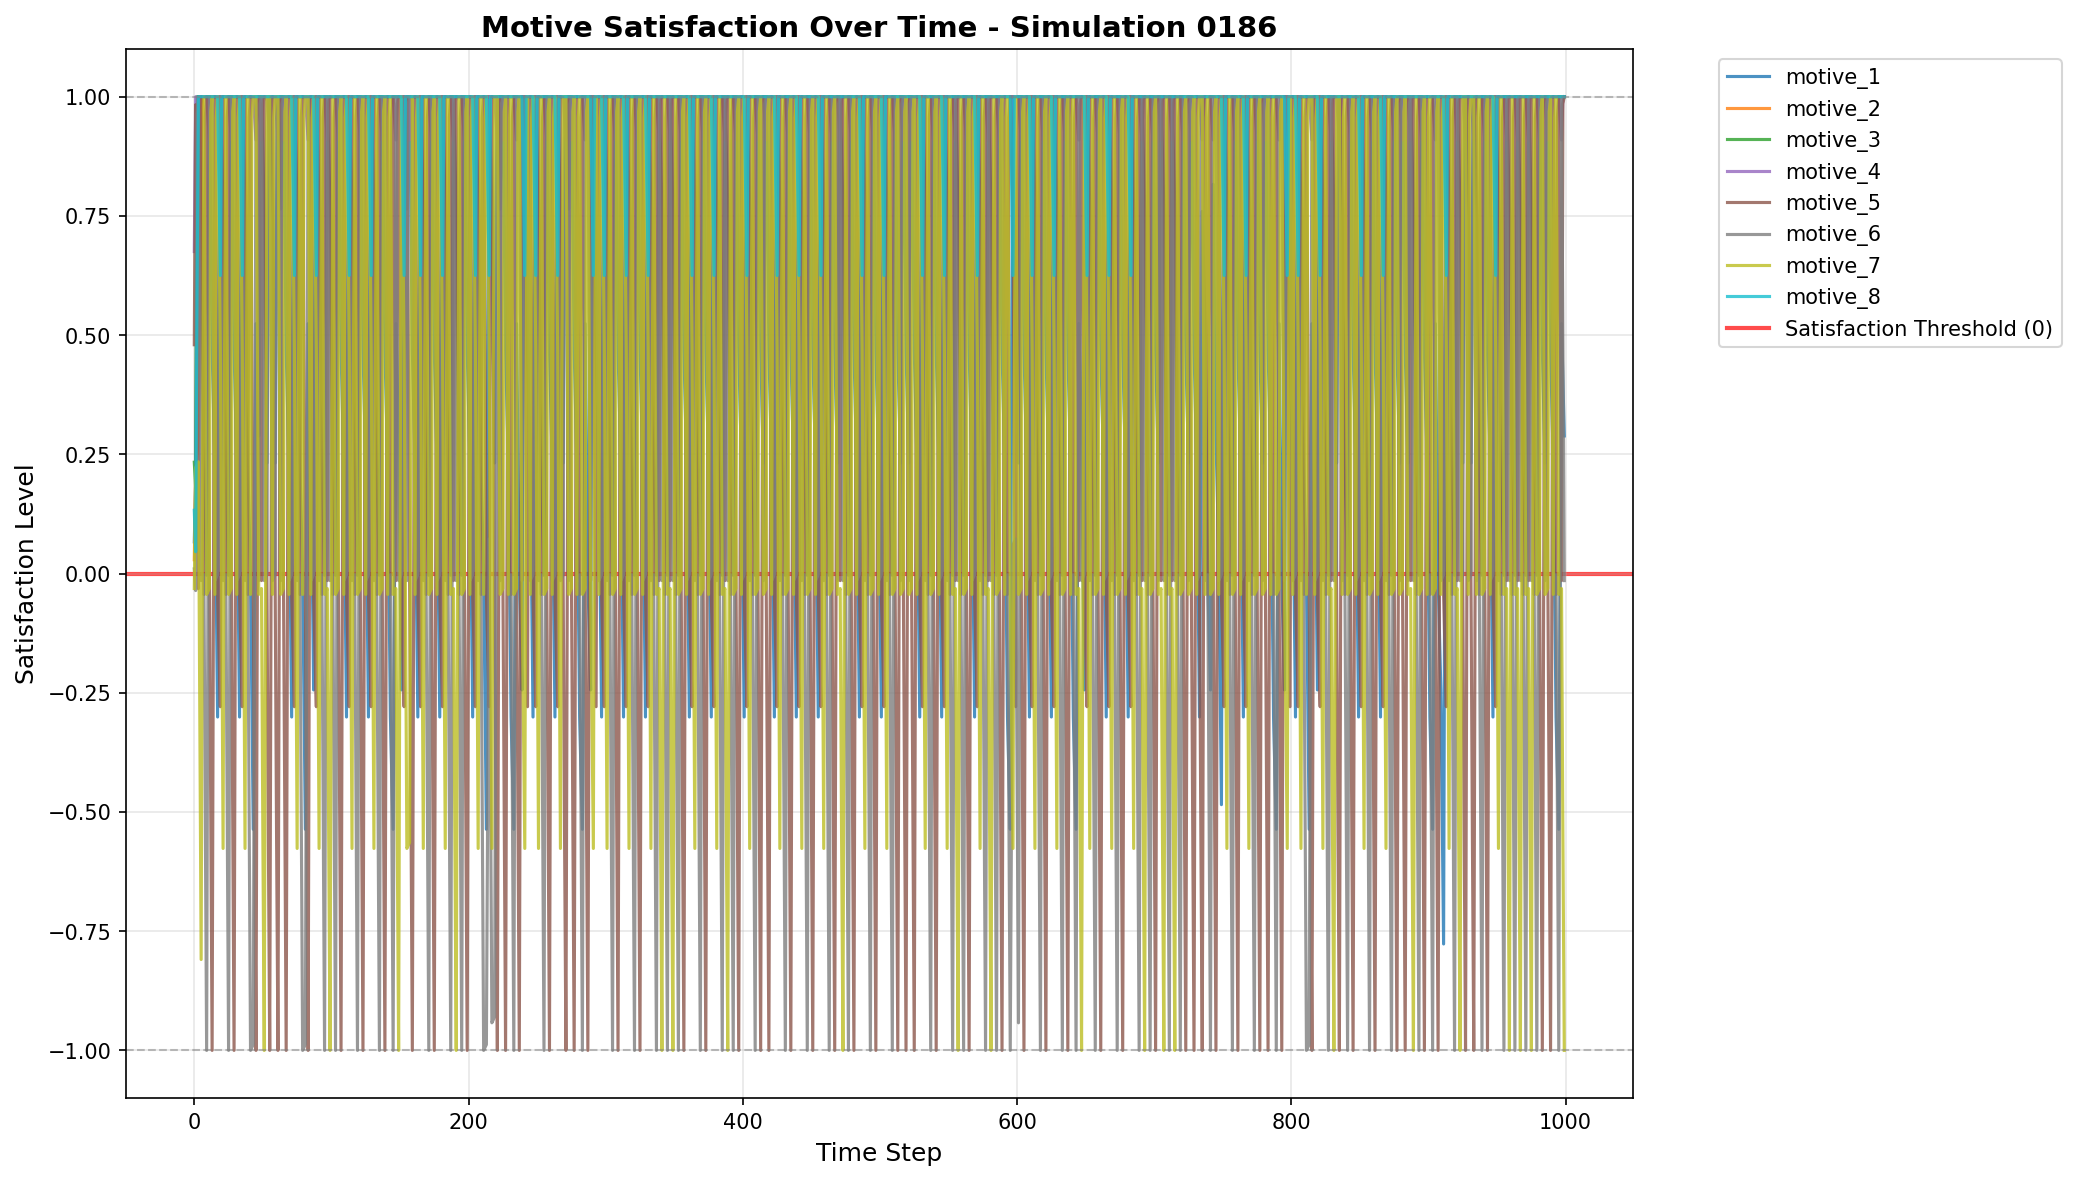 Motive Satisfaction Over Time - Simulation 0186
1.00
0.75
0.50
0.25
0.00
−0.25
−0.50
−0.75
−1.00
Satisfaction Level
0
200
400
600
800
1000
Time Step
motive_1
motive_2
motive_3
motive_4
motive_5
motive_6
motive_7
motive_8
Satisfaction Threshold (0)